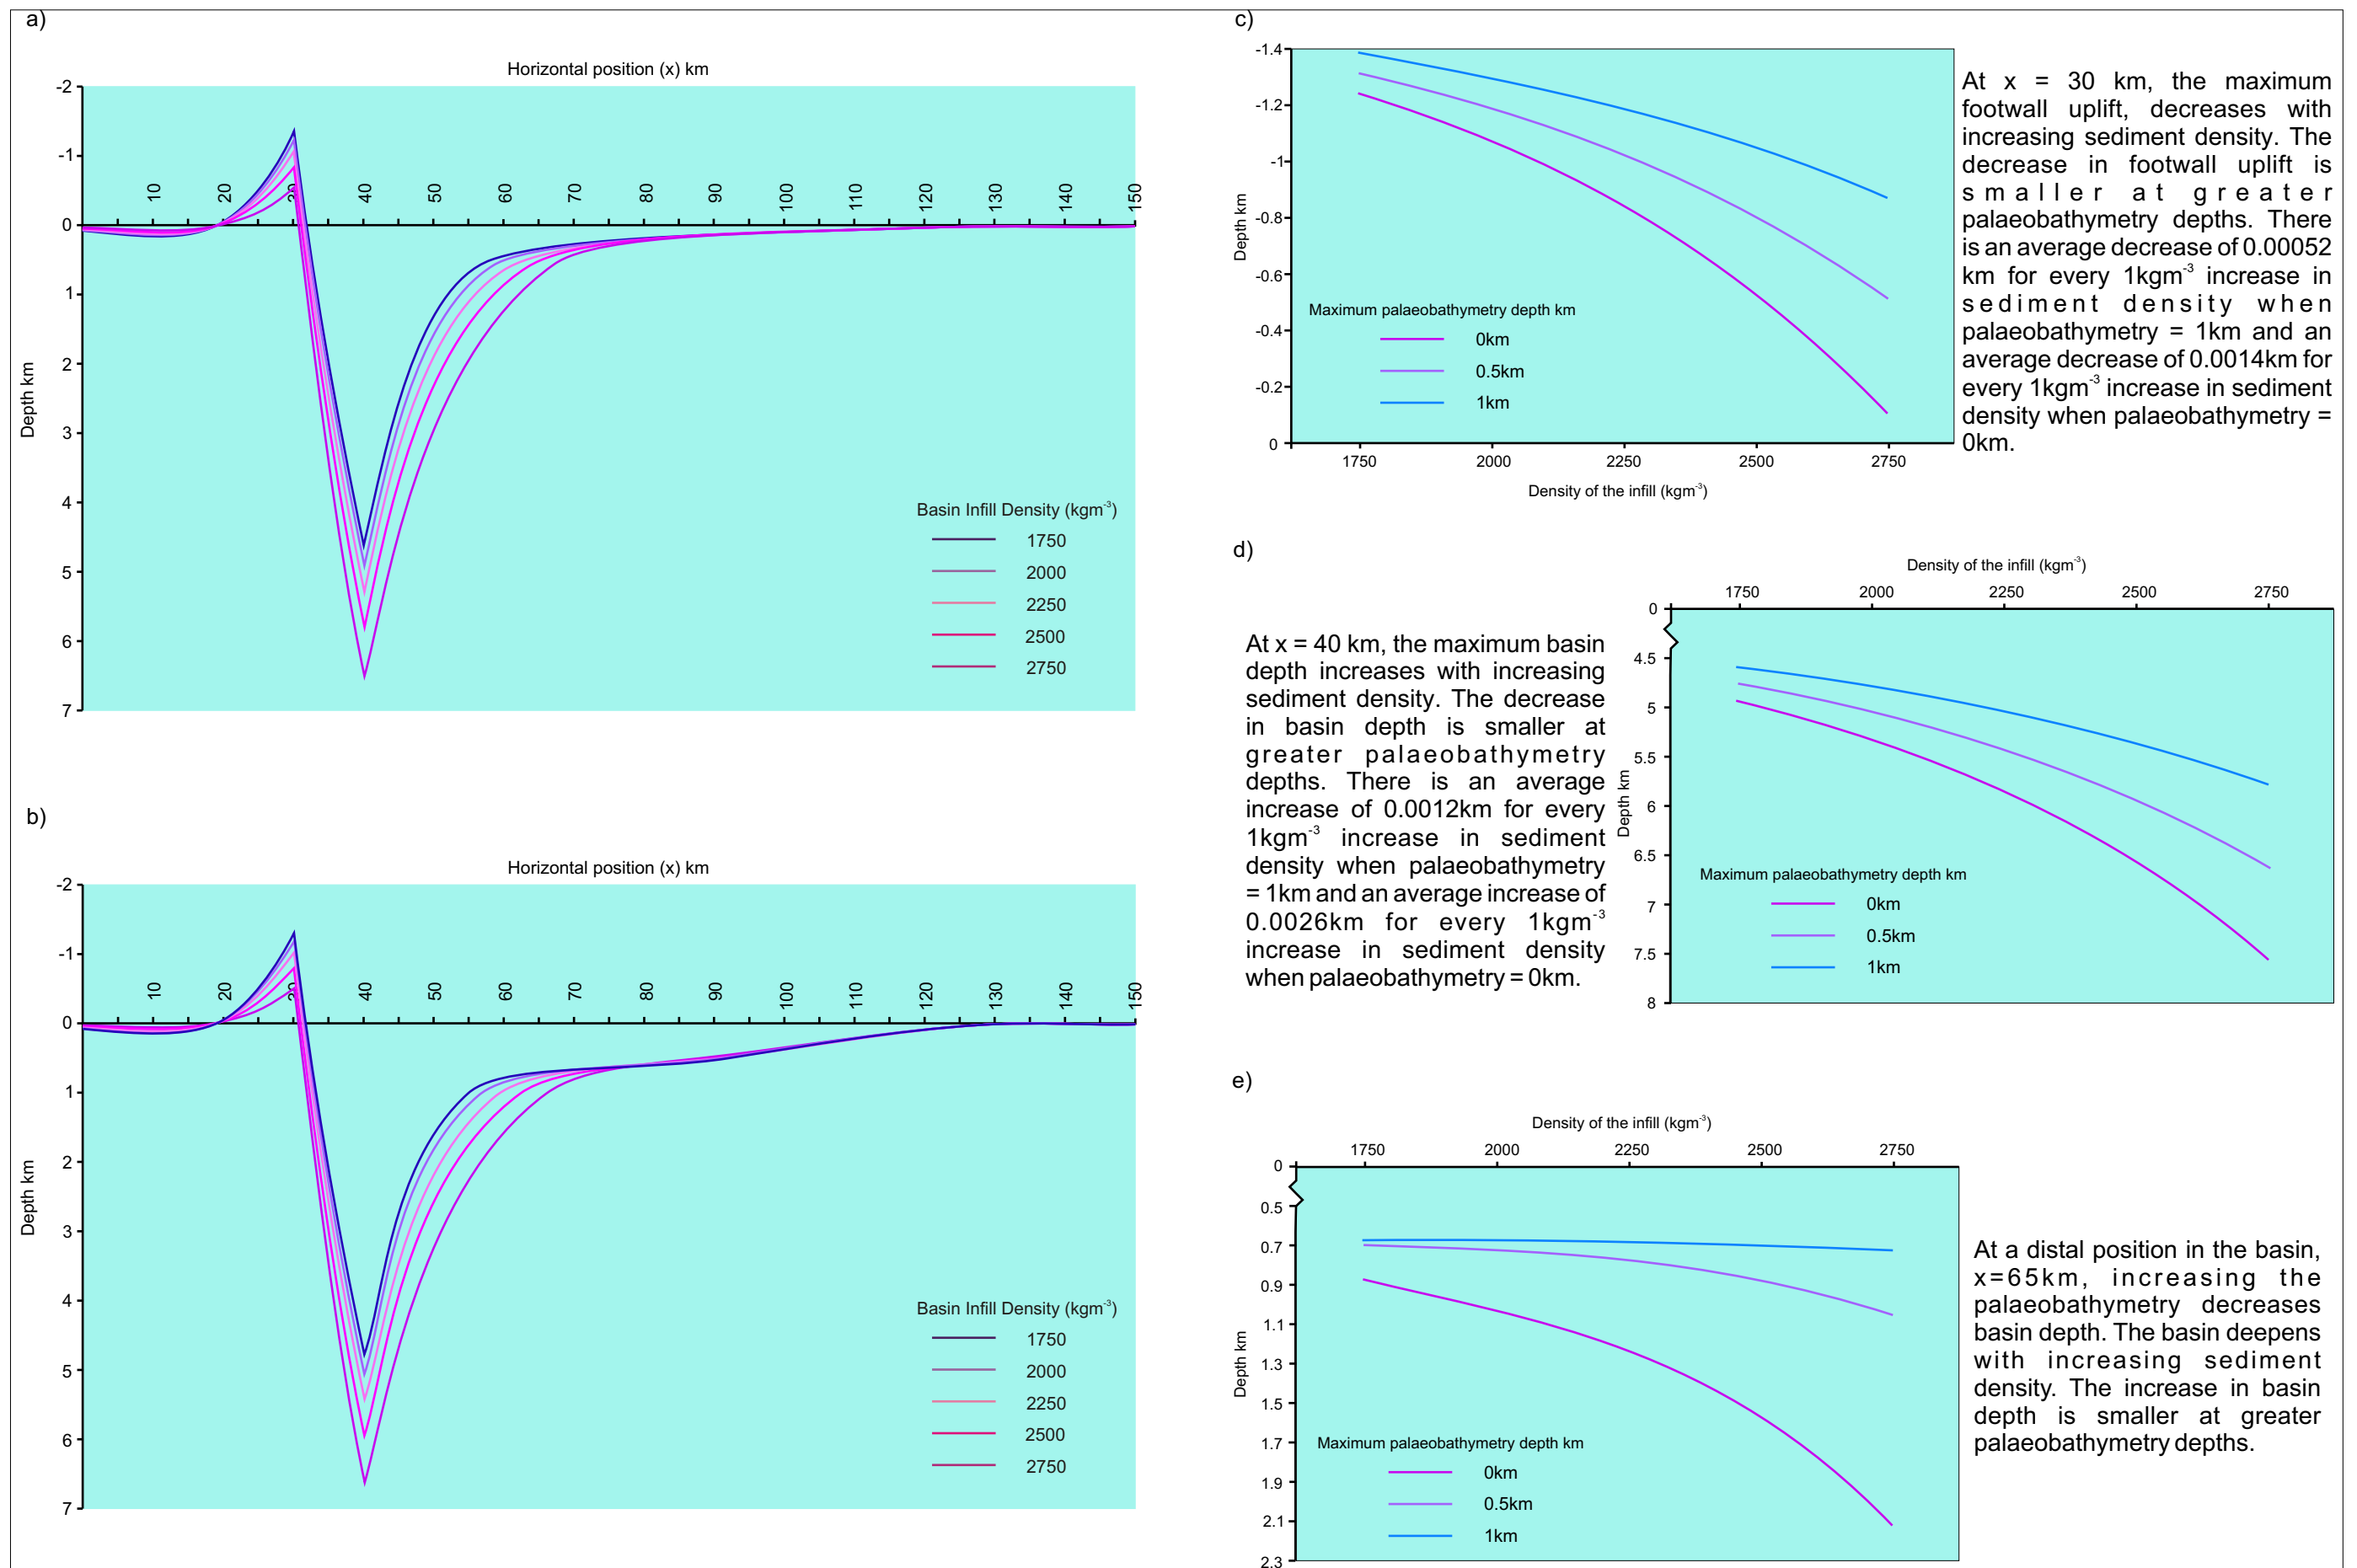 a)
Horizontal position (x) km
-2
-1
0
1
2
3
4
5
6
7
10
20
30
40
50
60
70
80
90
100
110
120
130
140
150
Depth km
Basin Infill Density (kgm-3)
1750
2000
2250
2500
2750
b)
Horizontal position (x) km
-2
-1
0
1
2
3
4
5
6
7
10
20
30
40
50
60
70
80
90
100
110
120
130
140
150
Depth km
Basin Infill Density (kgm-3)
1750
2000
2250
2500
2750
c)
-1.4
-1.2
-1
-0.8
-0.6
-0.4
-0.2
0
Depth km
Maximum palaeobathymetry depth km
0km
0.5km
1km
1750
2000
2250
2500
2750
Density of the infill (kgm-3)
At x = 30 km, the maximum
footwall uplift, decreases with
increasing sediment density. The
decrease in footwall uplift is
smaller at greater
palaeobathymetry depths. There
is an average decrease of 0.00052
km for every 1kgm-3 increase in
sediment density when
palaeobathymetry = 1km and an
average decrease of 0.0014km for
every 1kgm-3 increase in sediment
density when palaeobathymetry =
0km.
d)
At x = 40 km, the maximum basin
depth increases with increasing
sediment density. The decrease
in basin depth is smaller at
greater palaeobathymetry
depths. There is an average
increase of 0.0012km for every
1kgm-3 increase in sediment
density when palaeobathymetry
= 1km and an average increase of
0.0026km for every 1kgm-3
increase in sediment density
when palaeobathymetry = 0km.
Density of the infill (kgm-3)
1750
2000
2250
2500
2750
0
4.5
5
5.5
6
6.5
7
7.5
8
Depth km
Maximum palaeobathymetry depth km
0km
0.5km
1km
e)
Density of the infill (kgm-3)
1750
2000
2250
2500
2750
0
0.5
0.7
0.9
1.1
1.3
1.5
1.7
1.9
2.1
2.3
Depth km
Maximum palaeobathymetry depth km
0km
0.5km
1km
At a distal position in the basin,
x=65km, increasing the
palaeobathymetry decreases
basin depth. The basin deepens
with increasing sediment
density. The increase in basin
depth is smaller at greater
palaeobathymetry depths.